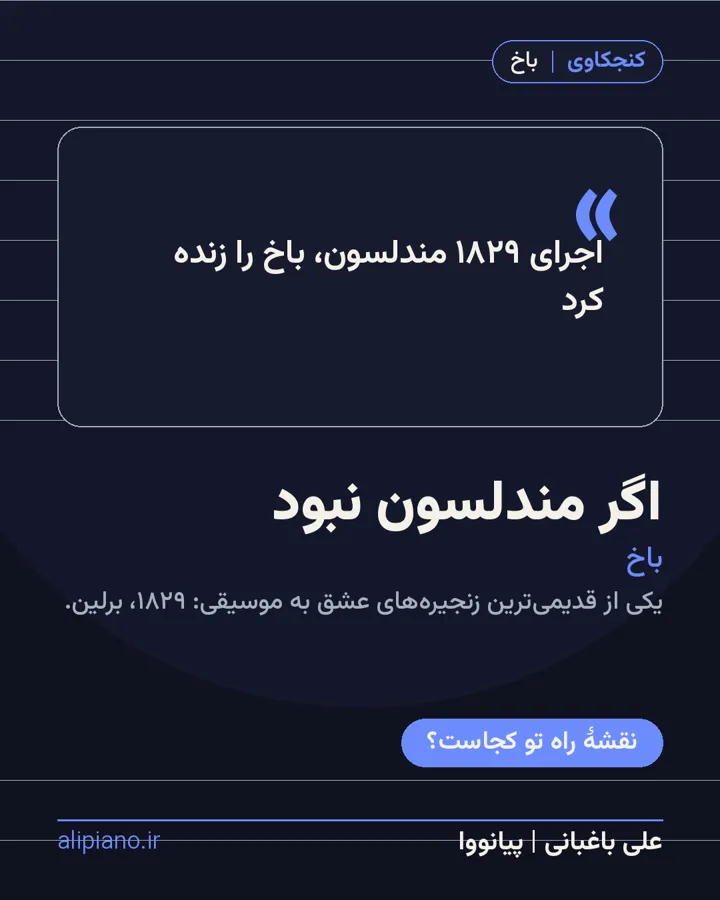 کنجکاوی | باخ
«
اجرای ۱۸۲۹ مندلسون، باخ را زنده
کرد
اگر مندلسون نبود
باخ
یکی از قدیمی‌ترین زنجیره‌های عشق به موسیقی: ۱۸۲۹، برلین.
نقشهٔ راه تو کجاست؟
علی باغبانی | پیانووا
alipiano.ir